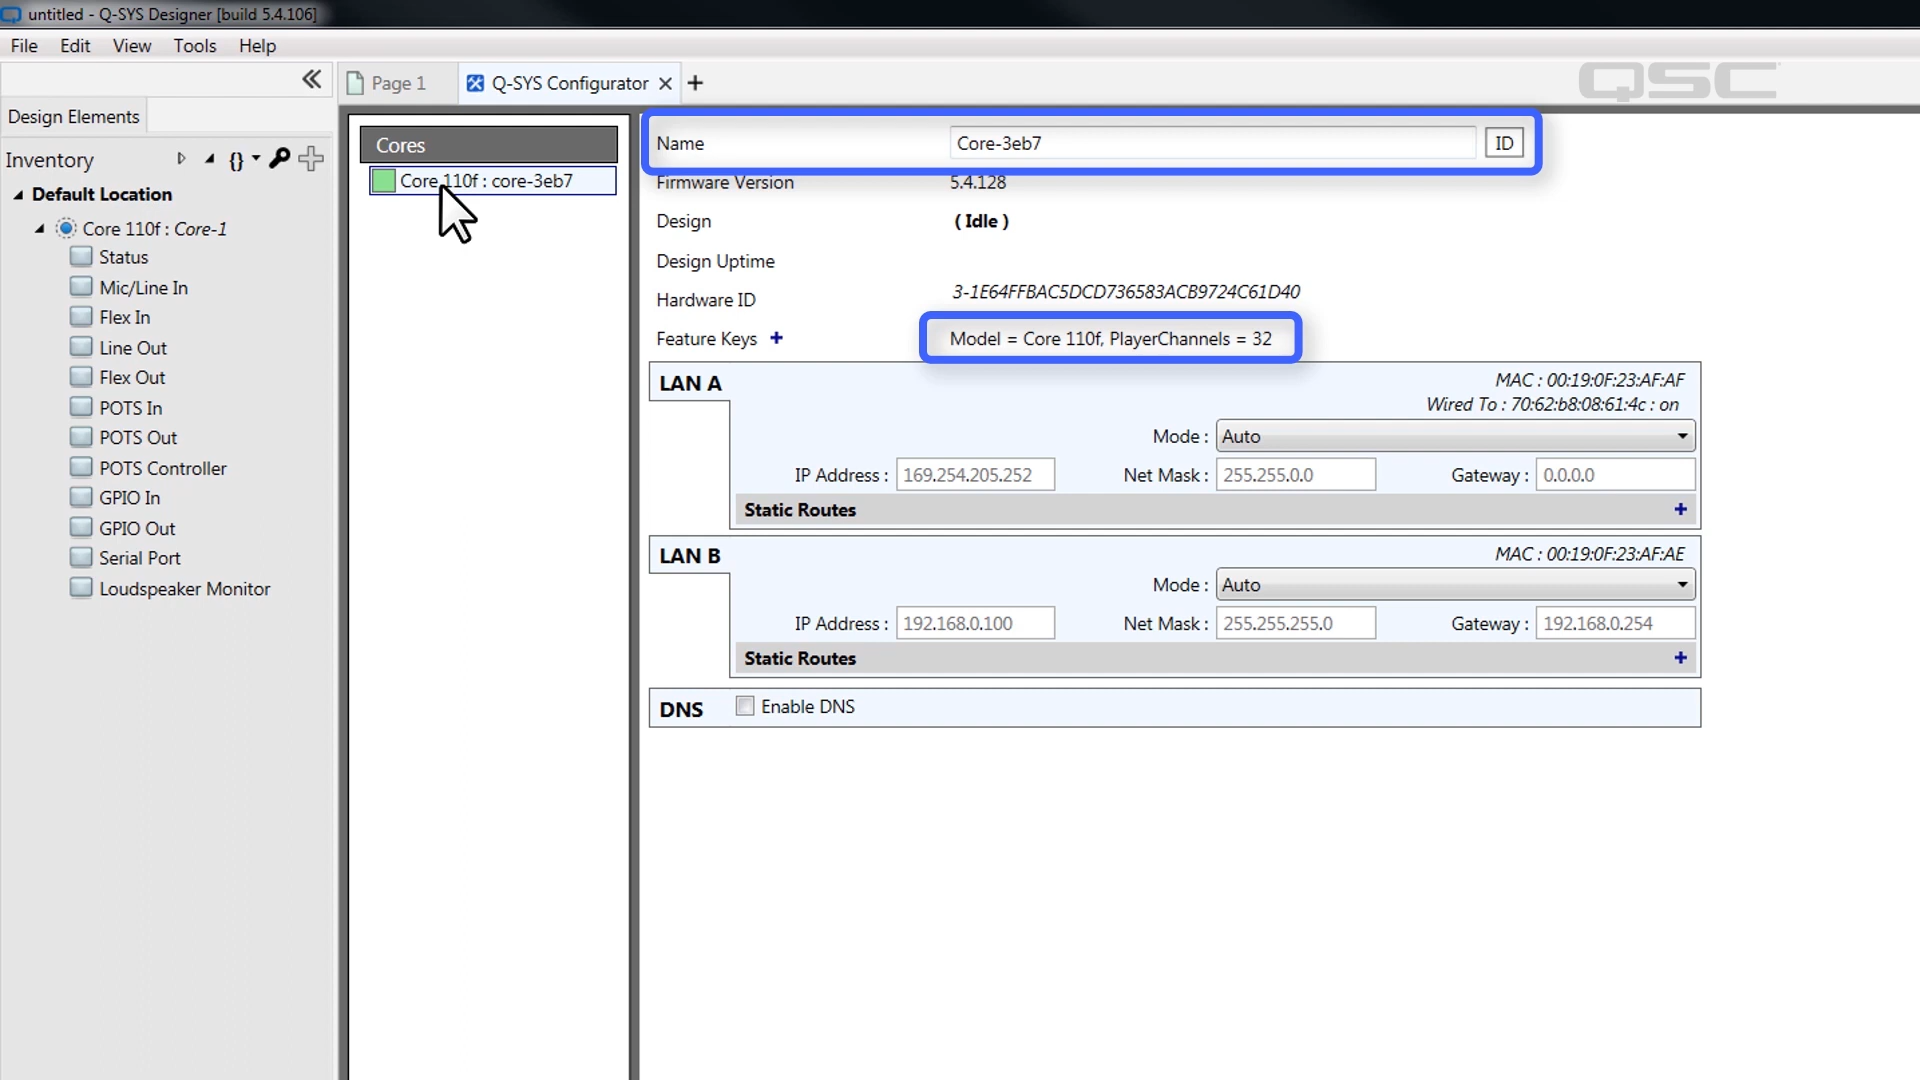 untitled - Q-SYS Designer [build 5.4.106]
File Edit View Tools Help
Page 1 Q-SYS Configurator
QSC
Design Elements
Inventory
Default Location
Core 110f : Core-1
Status
Mic/Line In
Flex In
Line Out
Flex Out
POTS In
POTS Out
POTS Controller
GPIO In
GPIO Out
Serial Port
Loudspeaker Monitor
Cores
Core 110f : core-3eb7
Name Core-3eb7 ID
Firmware Version 5.4.128
Design ( Idle )
Design Uptime
Hardware ID 3-1E64FFBAC5DCD736583ACB9724C61D40
Feature Keys + Model = Core 110f, PlayerChannels = 32
LAN A MAC : 00:19:0F:23:AF:AF
Wired To : 70:62:b8:08:61:4c : on
Mode : Auto
IP Address : 169.254.205.252 Net Mask : 255.255.0.0 Gateway : 0.0.0.0
Static Routes +
LAN B MAC : 00:19:0F:23:AF:AE
Mode : Auto
IP Address : 192.168.0.100 Net Mask : 255.255.255.0 Gateway : 192.168.0.254
Static Routes +
DNS Enable DNS